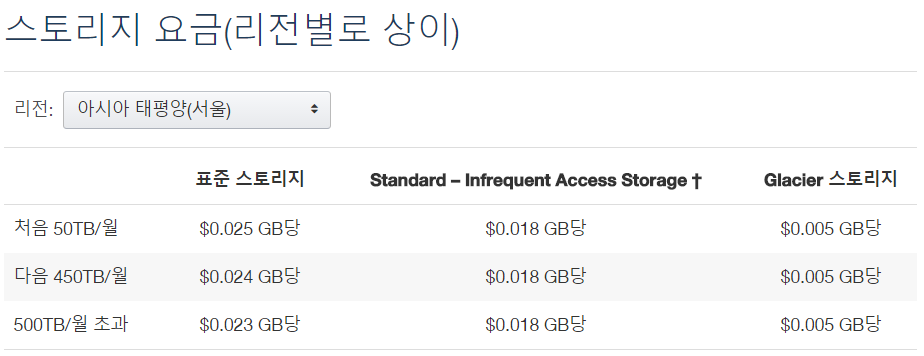 스토리지 요금(리전별로 상이)
리전: 아시아 태평양(서울)
표준 스토리지 Standard – Infrequent Access Storage † Glacier 스토리지
처음 50TB/월 $0.025 GB당 $0.018 GB당 $0.005 GB당
다음 450TB/월 $0.024 GB당 $0.018 GB당 $0.005 GB당
500TB/월 초과 $0.023 GB당 $0.018 GB당 $0.005 GB당